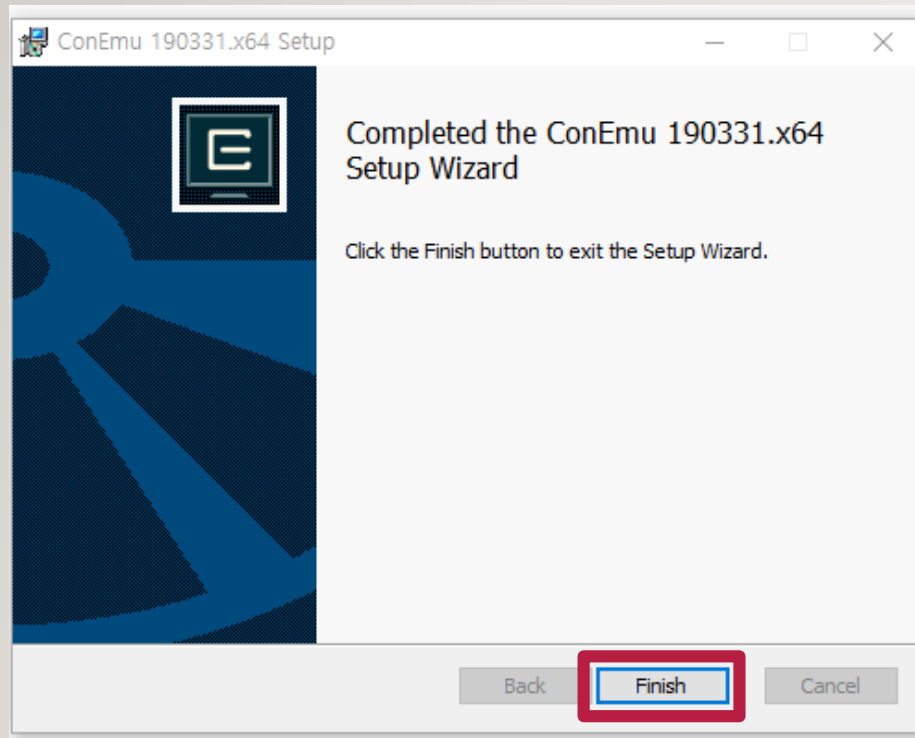 ConEmu 190331.x64 Setup
Completed the ConEmu 190331.x64
Setup Wizard
Click the Finish button to exit the Setup Wizard.
Back Finish Cancel